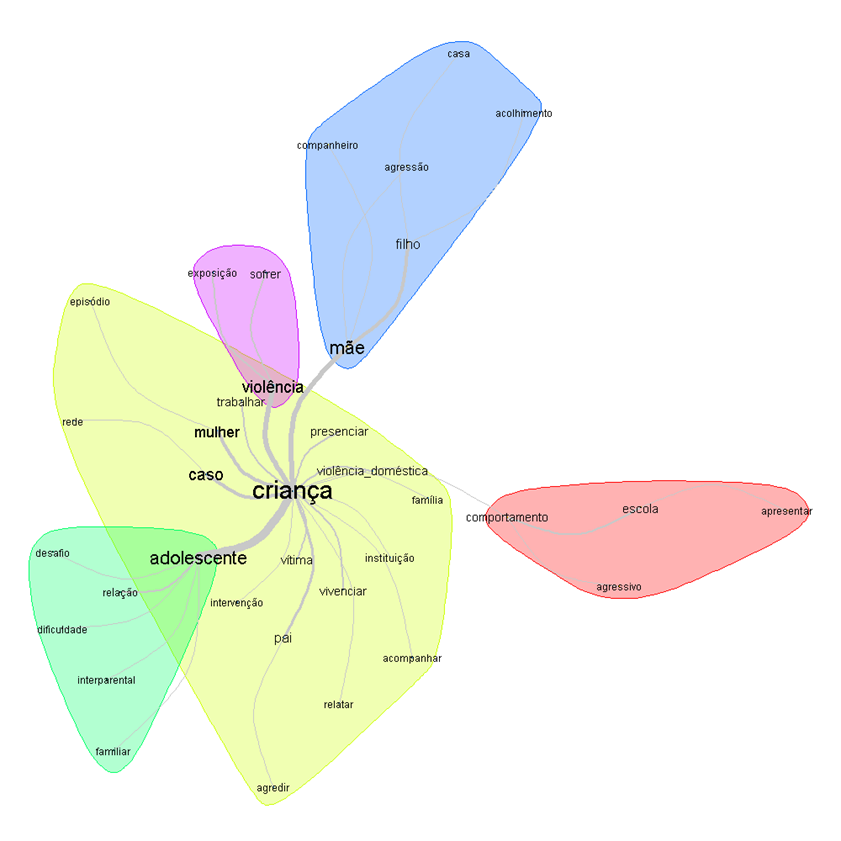 casa
acolhimento
companheiro
agressão
filho
exposição
sofrer
episódio
mãe
violência
trabalhar
rede
mulher
presenciar
caso
violência_doméstica
criança
família
comportamento
escola
apresentar
desafio
adolescente
vítima
instituição
agressivo
relação
vivenciar
intervenção
dificuldade
pai
acompanhar
interparental
relatar
familiar
agredir